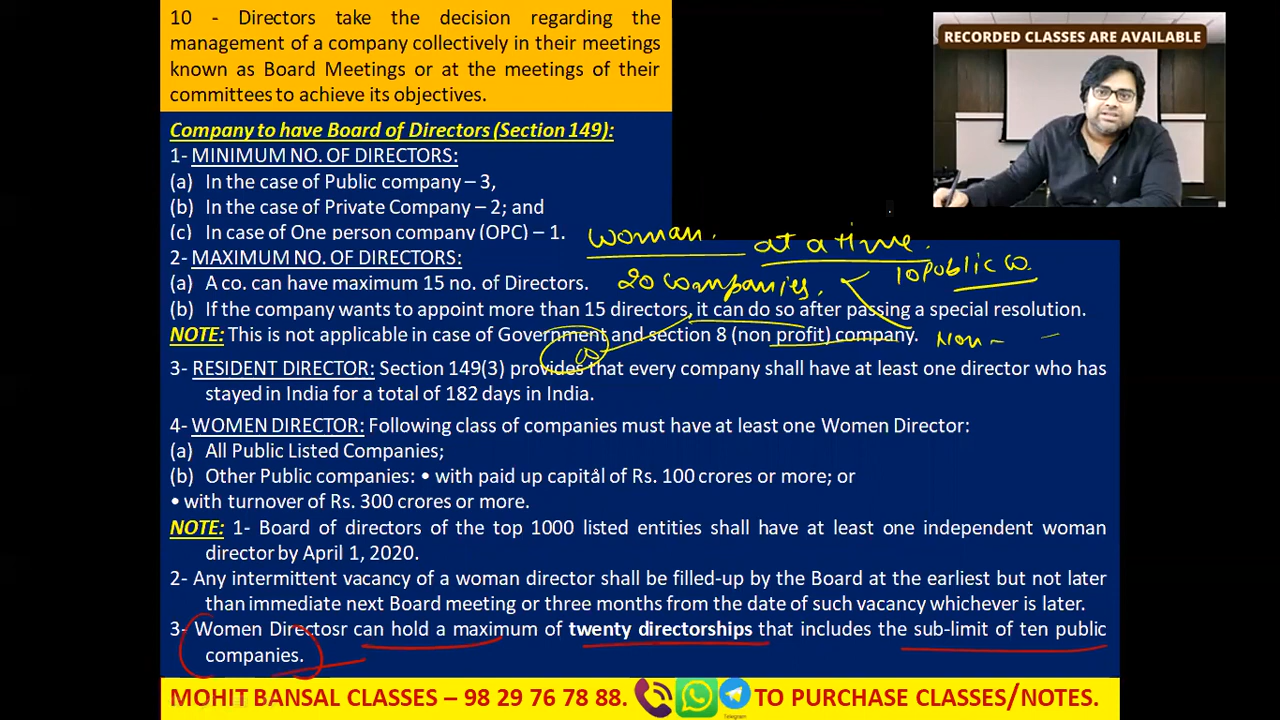 10 - Directors take the decision regarding the
management of a company collectively in their meetings
known as Board Meetings or at the meetings of their
committees to achieve its objectives.
RECORDED CLASSES ARE AVAILABLE
Company to have Board of Directors (Section 149):
1- MINIMUM NO. OF DIRECTORS:
(a) In the case of Public company – 3,
(b) In the case of Private Company – 2; and
(c) In case of One person company (OPC) – 1.
woman. at a time.
2- MAXIMUM NO. OF DIRECTORS:
(a) A co. can have maximum 15 no. of Directors.
20 companies. 10 public co.
(b) If the company wants to appoint more than 15 directors, it can do so after passing a special resolution.
NOTE: This is not applicable in case of Government and section 8 (non profit) company.
Non -
co
3- RESIDENT DIRECTOR: Section 149(3) provides that every company shall have at least one director who has
stayed in India for a total of 182 days in India.
4- WOMEN DIRECTOR: Following class of companies must have at least one Women Director:
(a) All Public Listed Companies;
(b) Other Public companies: • with paid up capital of Rs. 100 crores or more; or
• with turnover of Rs. 300 crores or more.
NOTE: 1- Board of directors of the top 1000 listed entities shall have at least one independent woman
director by April 1, 2020.
2- Any intermittent vacancy of a woman director shall be filled-up by the Board at the earliest but not later
than immediate next Board meeting or three months from the date of such vacancy whichever is later.
3- Women Directosr can hold a maximum of twenty directorships that includes the sub-limit of ten public
companies.
MOHIT BANSAL CLASSES – 98 29 76 78 88. TO PURCHASE CLASSES/NOTES.
Telegram